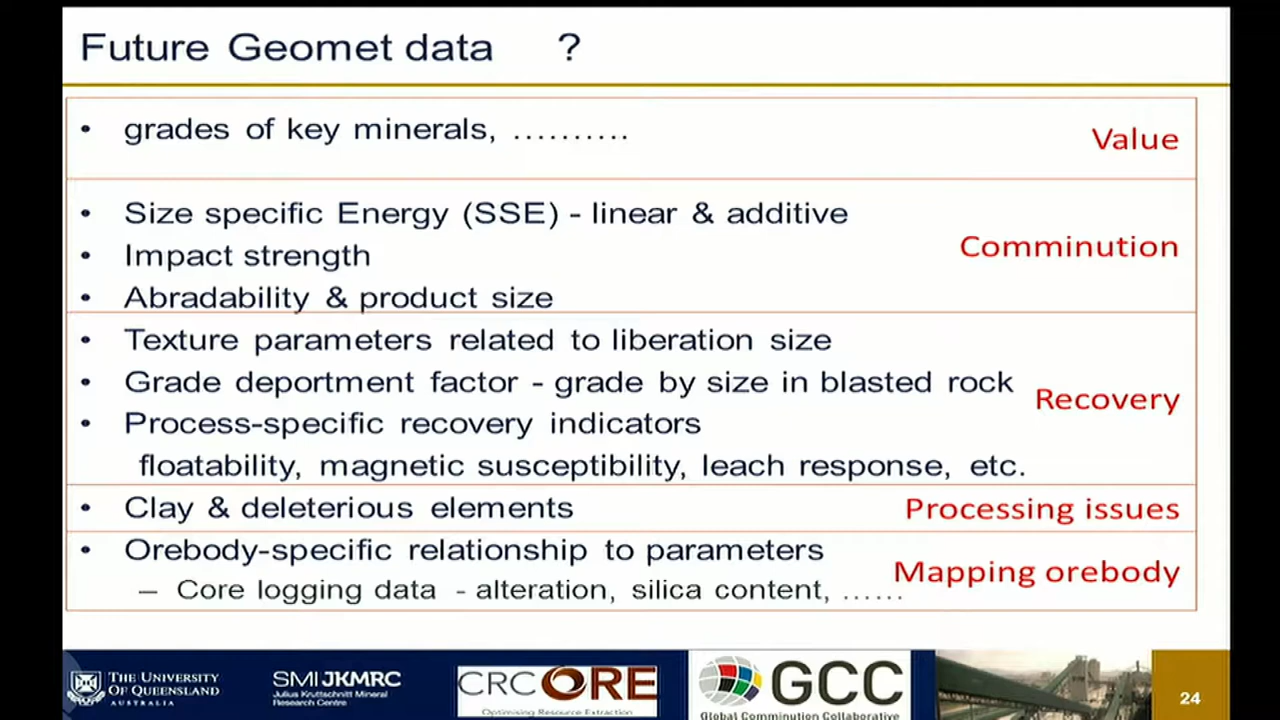 Future Geomet data ?
• grades of key minerals, ……….
Value
• Size specific Energy (SSE) - linear & additive
• Impact strength
Comminution
• Abradability & product size
• Texture parameters related to liberation size
• Grade deportment factor - grade by size in blasted rock
Recovery
• Process-specific recovery indicators
floatability, magnetic susceptibility, leach response, etc.
• Clay & deleterious elements
Processing issues
• Orebody-specific relationship to parameters
Mapping orebody
– Core logging data - alteration, silica content, ……
THE UNIVERSITY
OF QUEENSLAND
AUSTRALIA
SMI JKMRC
Julius Kruttschnitt Mineral
Research Centre
CRC ORE
Optimising Resource Extraction
GCC
Global Comminution Collaborative
24